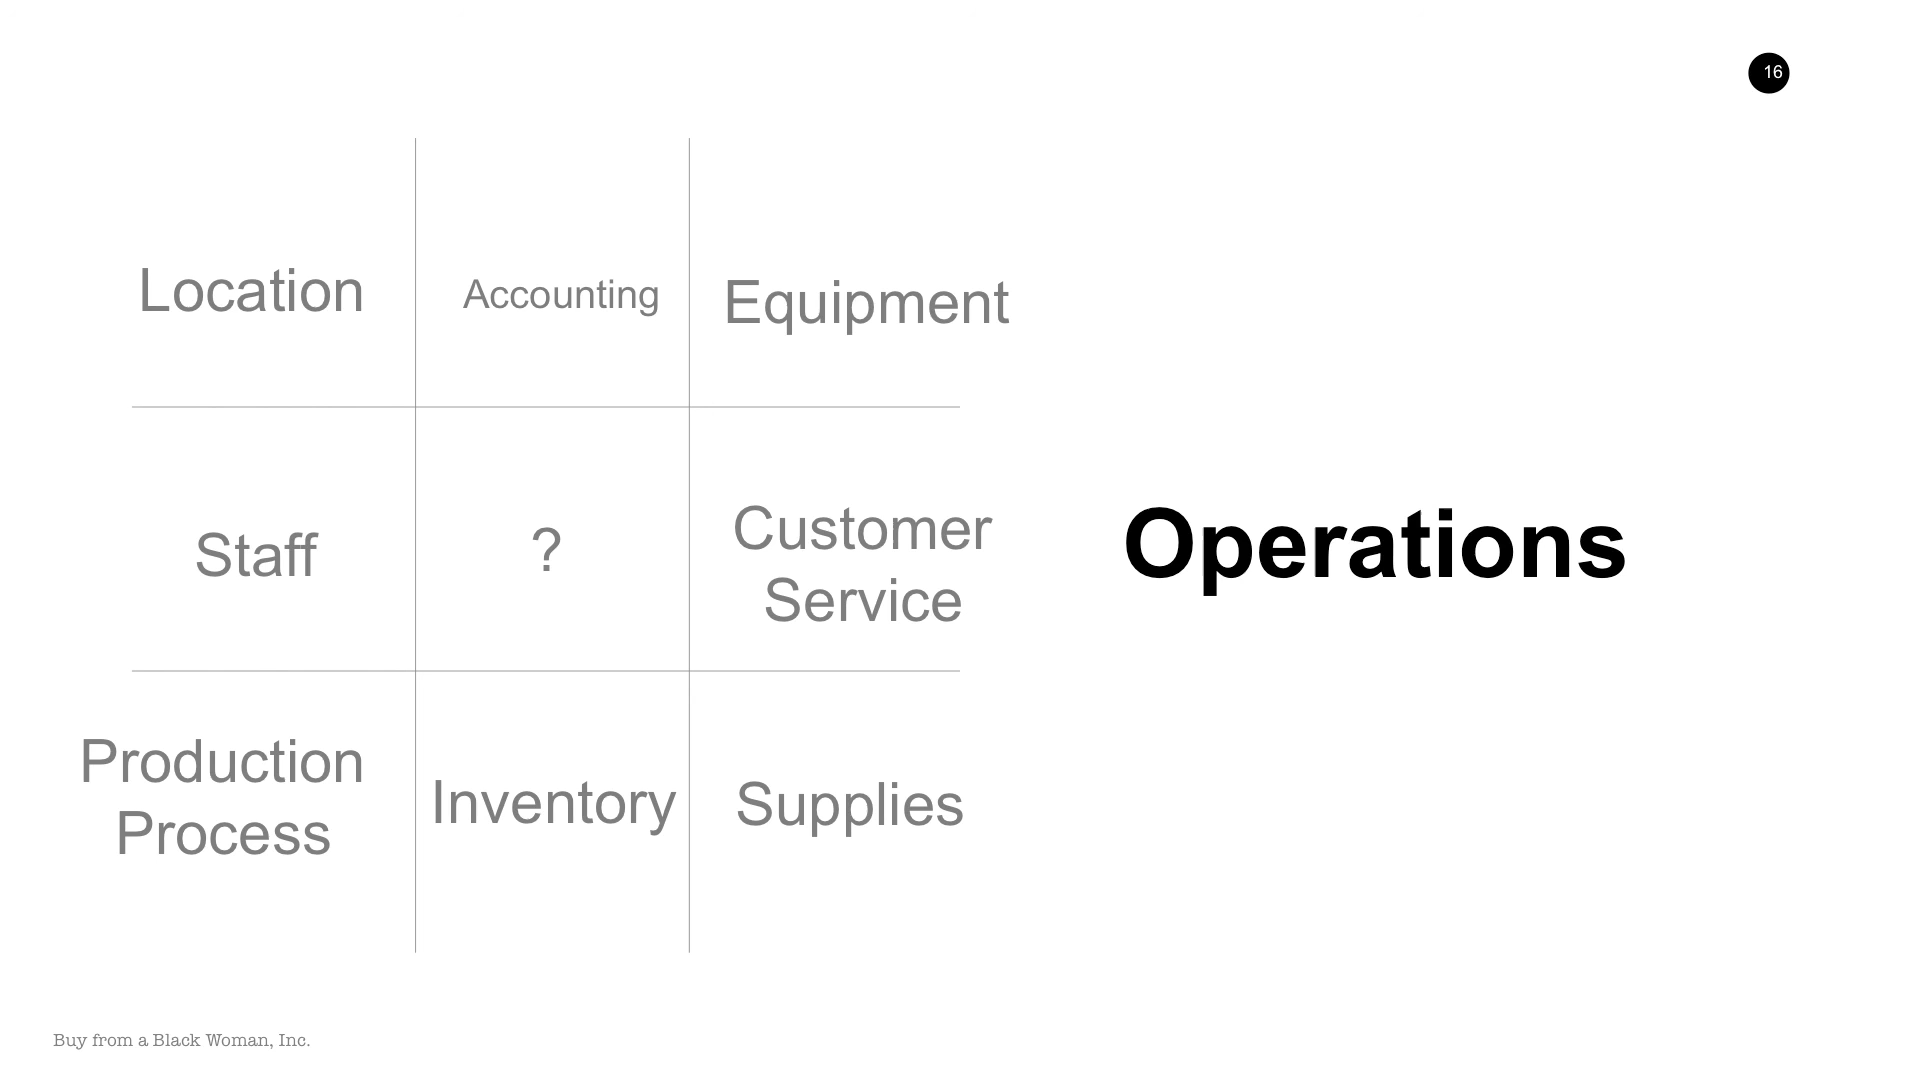 16
Location
Accounting
Equipment
Staff
?
Customer
Service
Production
Process
Inventory
Supplies
Operations
Buy from a Black Woman, Inc.